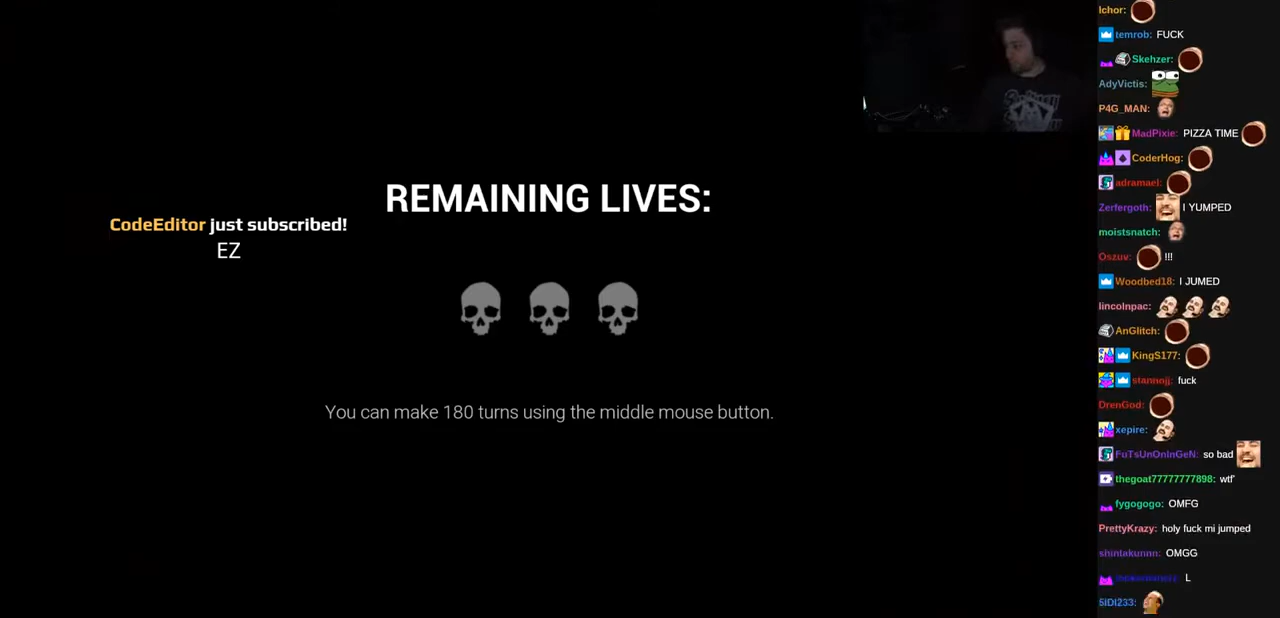 REMAINING LIVES:
CodeEditor just subscribed!
EZ
You can make 180 turns using the middle mouse button.
Ichor:
temrob: FUCK
Skehzer:
AdyVictis:
P4G_MAN:
MadPixie: PIZZA TIME
CoderHog:
adramael:
Zerfergoth: I YUMPED
moistsnatch:
Oszuv: !!!
Woodbed18: I JUMED
lincolnpac:
AnGlitch:
KingS177:
stannojj: fuck
DrenGod:
xepire:
FuTsUnOnInGeN: so bad
thegoat77777777898: wtf'
fygogogo: OMFG
PrettyKrazy: holy fuck mi jumped
shintakunnn: OMGG
L
5IDI233: